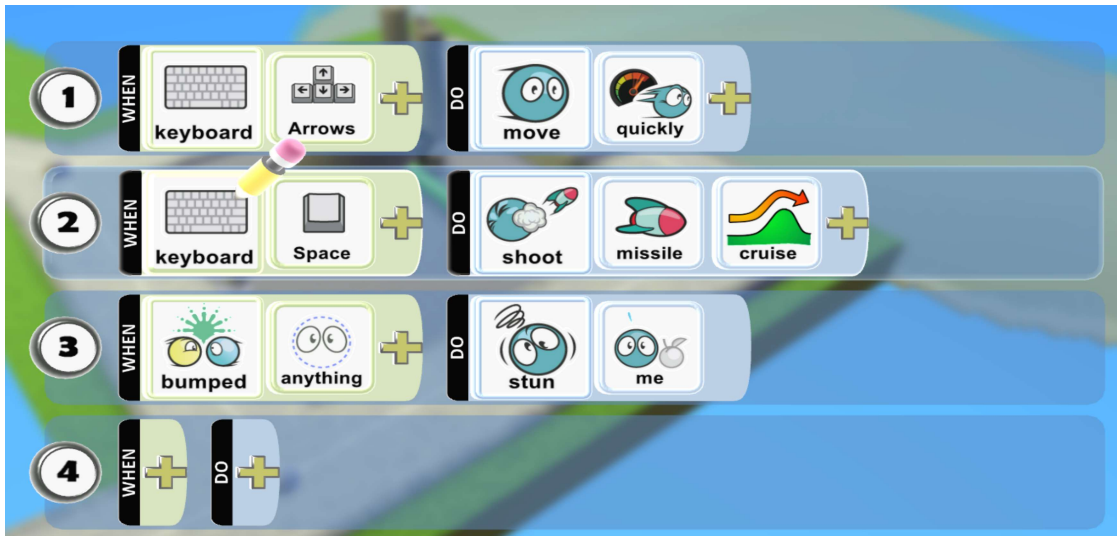 1 WHEN keyboard Arrows DO move quickly
2 WHEN keyboard Space DO shoot missile cruise
3 WHEN bumped anything DO stun me
4 WHEN DO